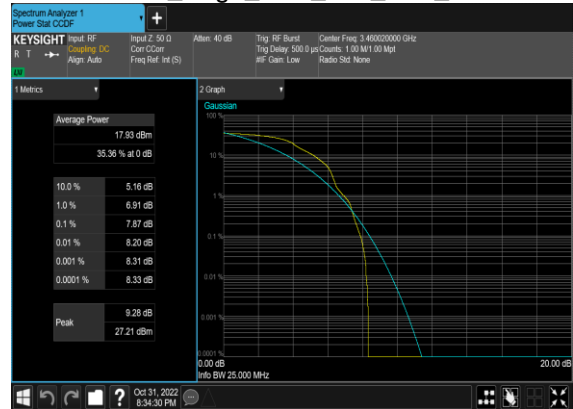 Spectrum Analyzer 1
Power Stat CCDF
+
KEYSIGHT
R T
LXI
Input: RF
Coupling: DC
Align: Auto
Input Z: 50 Ω
Corr CCorr
Freq Ref: Int (S)
Atten: 40 dB
Trig: RF Burst
Trig Delay: 500.0 µs
#IF Gain: Low
Center Freq: 3.460020000 GHz
Counts: 1.00 M/1.00 Mpt
Radio Std: None
1 Metrics
Average Power
17.93 dBm
35.36 % at 0 dB
10.0 % 5.16 dB
1.0 % 6.91 dB
0.1 % 7.87 dB
0.01 % 8.20 dB
0.001 % 8.31 dB
0.0001 % 8.33 dB
Peak
9.28 dB
27.21 dBm
2 Graph
Gaussian
100 %
10 %
1 %
0.1 %
0.01 %
0.001 %
0.0001 %
0.00 dB
20.00 dB
Info BW 25.000 MHz
?
Oct 31, 2022
8:34:30 PM